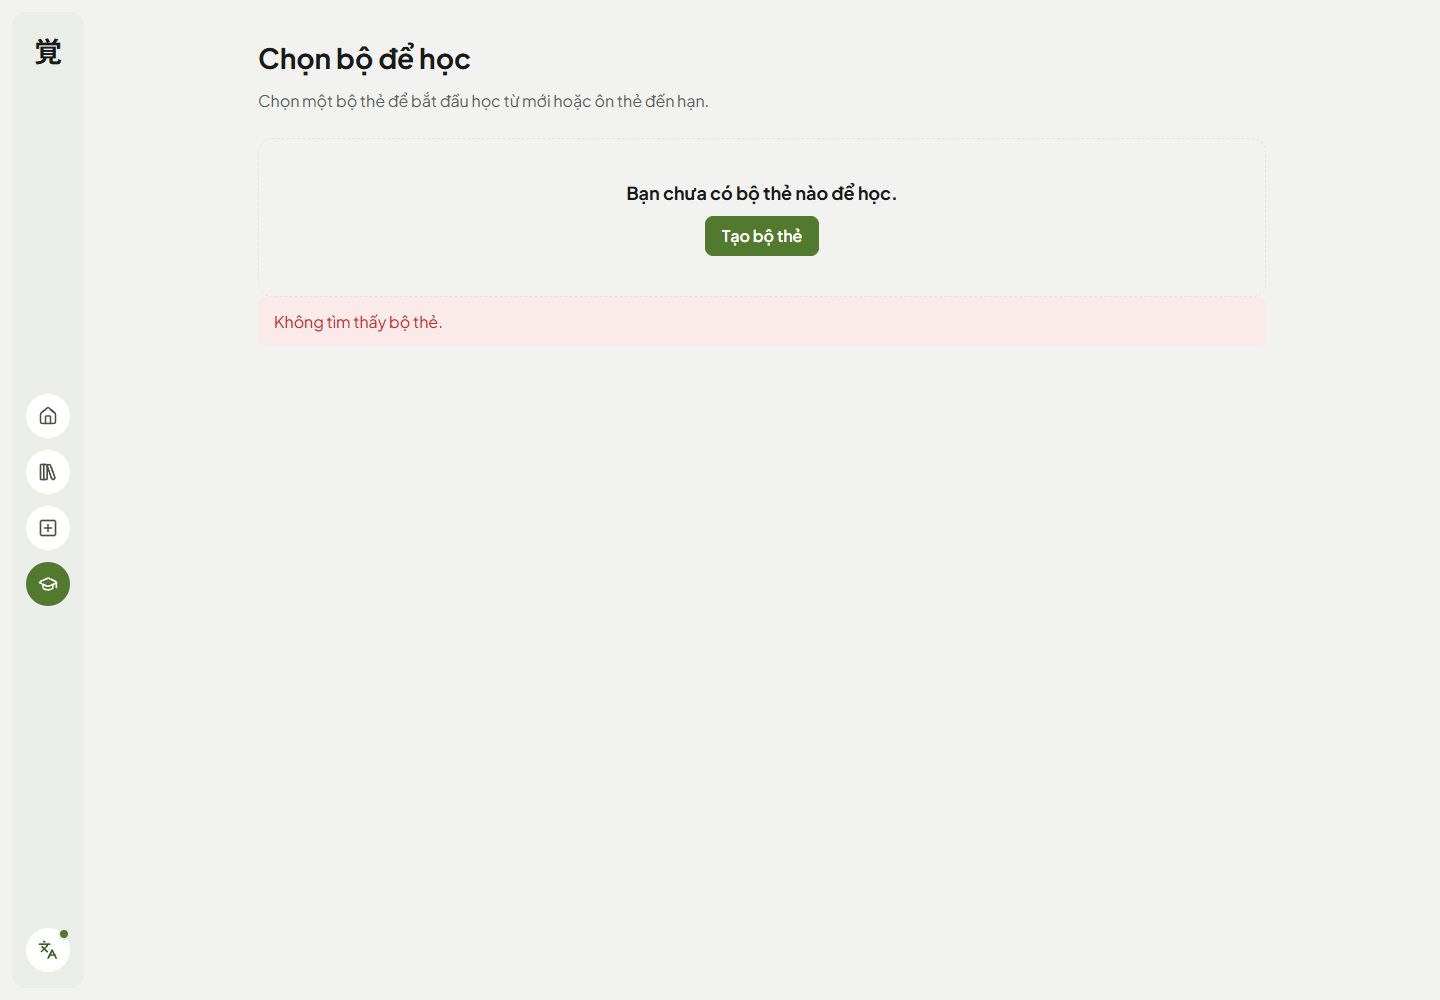 覚
Chọn bộ để học
Chọn một bộ thẻ để bắt đầu học từ mới hoặc ôn thẻ đến hạn.
Bạn chưa có bộ thẻ nào để học.
Tạo bộ thẻ
Không tìm thấy bộ thẻ.